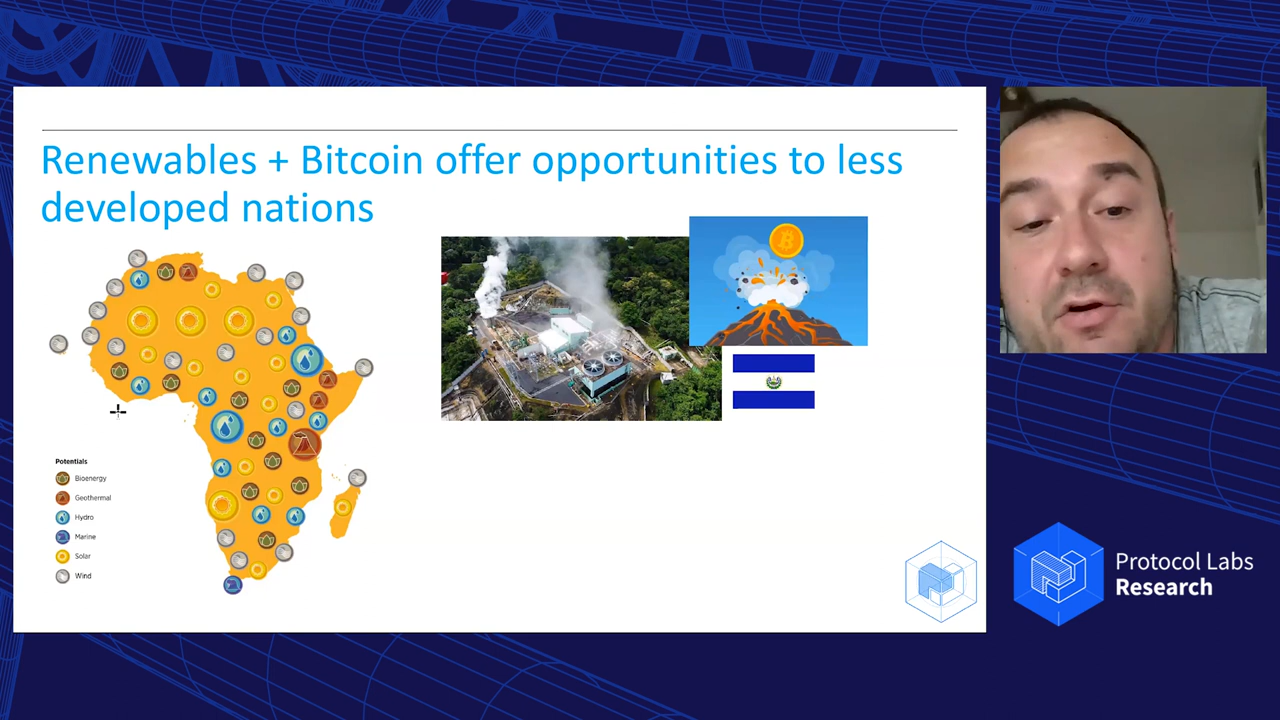 Renewables + Bitcoin offer opportunities to less
developed nations
Potentials
Bioenergy
Geothermal
Hydro
Marine
Solar
Wind
Protocol Labs
Research